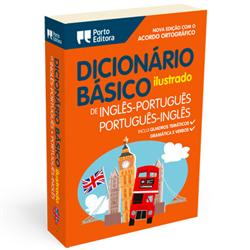 Porto
Editora
NOVA EDIÇÃO COM O
ACORDO ORTOGRÁFICO
DICIONÁRIO
BÁSICO
ilustrado
DE INGLÊS-PORTUGUÊS
PORTUGUÊS-INGLÊS
INCLUI QUADROS TEMÁTICOS
GRAMÁTICA E VERBOS
DICIONÁRIO BÁSICO ilustrado
DE INGLÊS-PORTUGUÊS • PORTUGUÊS-INGLÊS